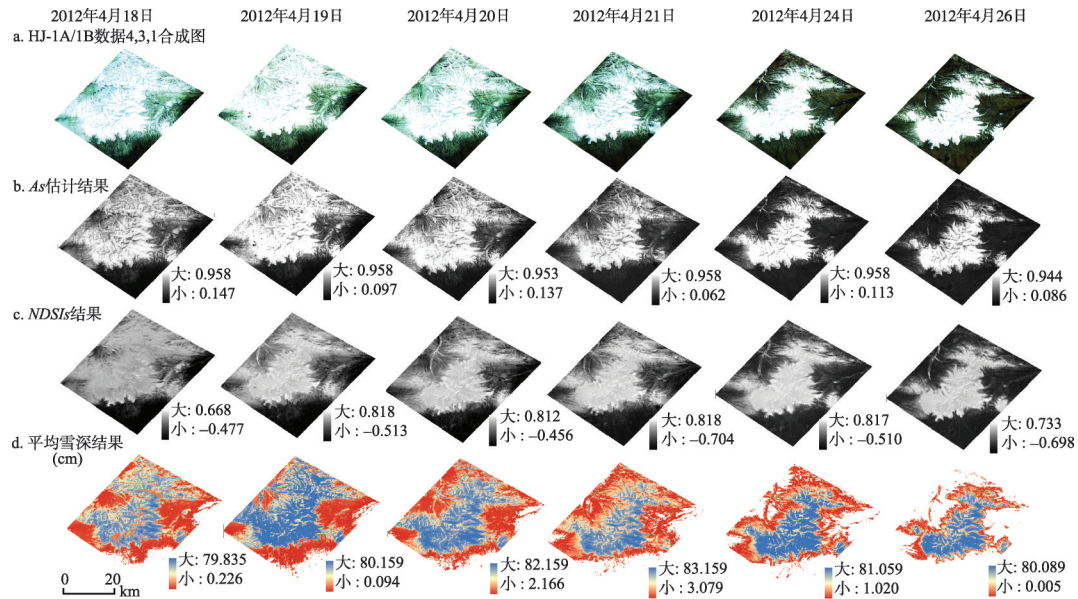 2012年4月18日 2012年4月19日 2012年4月20日 2012年4月21日 2012年4月24日 2012年4月26日
a. HJ-1A/1B数据4,3,1合成图
b. As估计结果
大: 0.958 大: 0.958 大: 0.953 大: 0.958 大: 0.958 大: 0.944
小 : 0.147 小 : 0.097 小 : 0.137 小 : 0.062 小 : 0.113 小 : 0.086
c. NDSIs结果
大: 0.668 大: 0.818 大: 0.812 大: 0.818 大: 0.817 大: 0.733
小 : –0.477 小 : –0.513 小 : –0.456 小 : –0.704 小 : –0.510 小 : –0.698
d. 平均雪深结果
(cm)
大: 79.835 大: 80.159 大: 82.159 大: 83.159 大: 81.059 大: 80.089
小 : 0.226 小 : 0.094 小 : 2.166 小 : 3.079 小 : 1.020 小 : 0.005
0 20
km